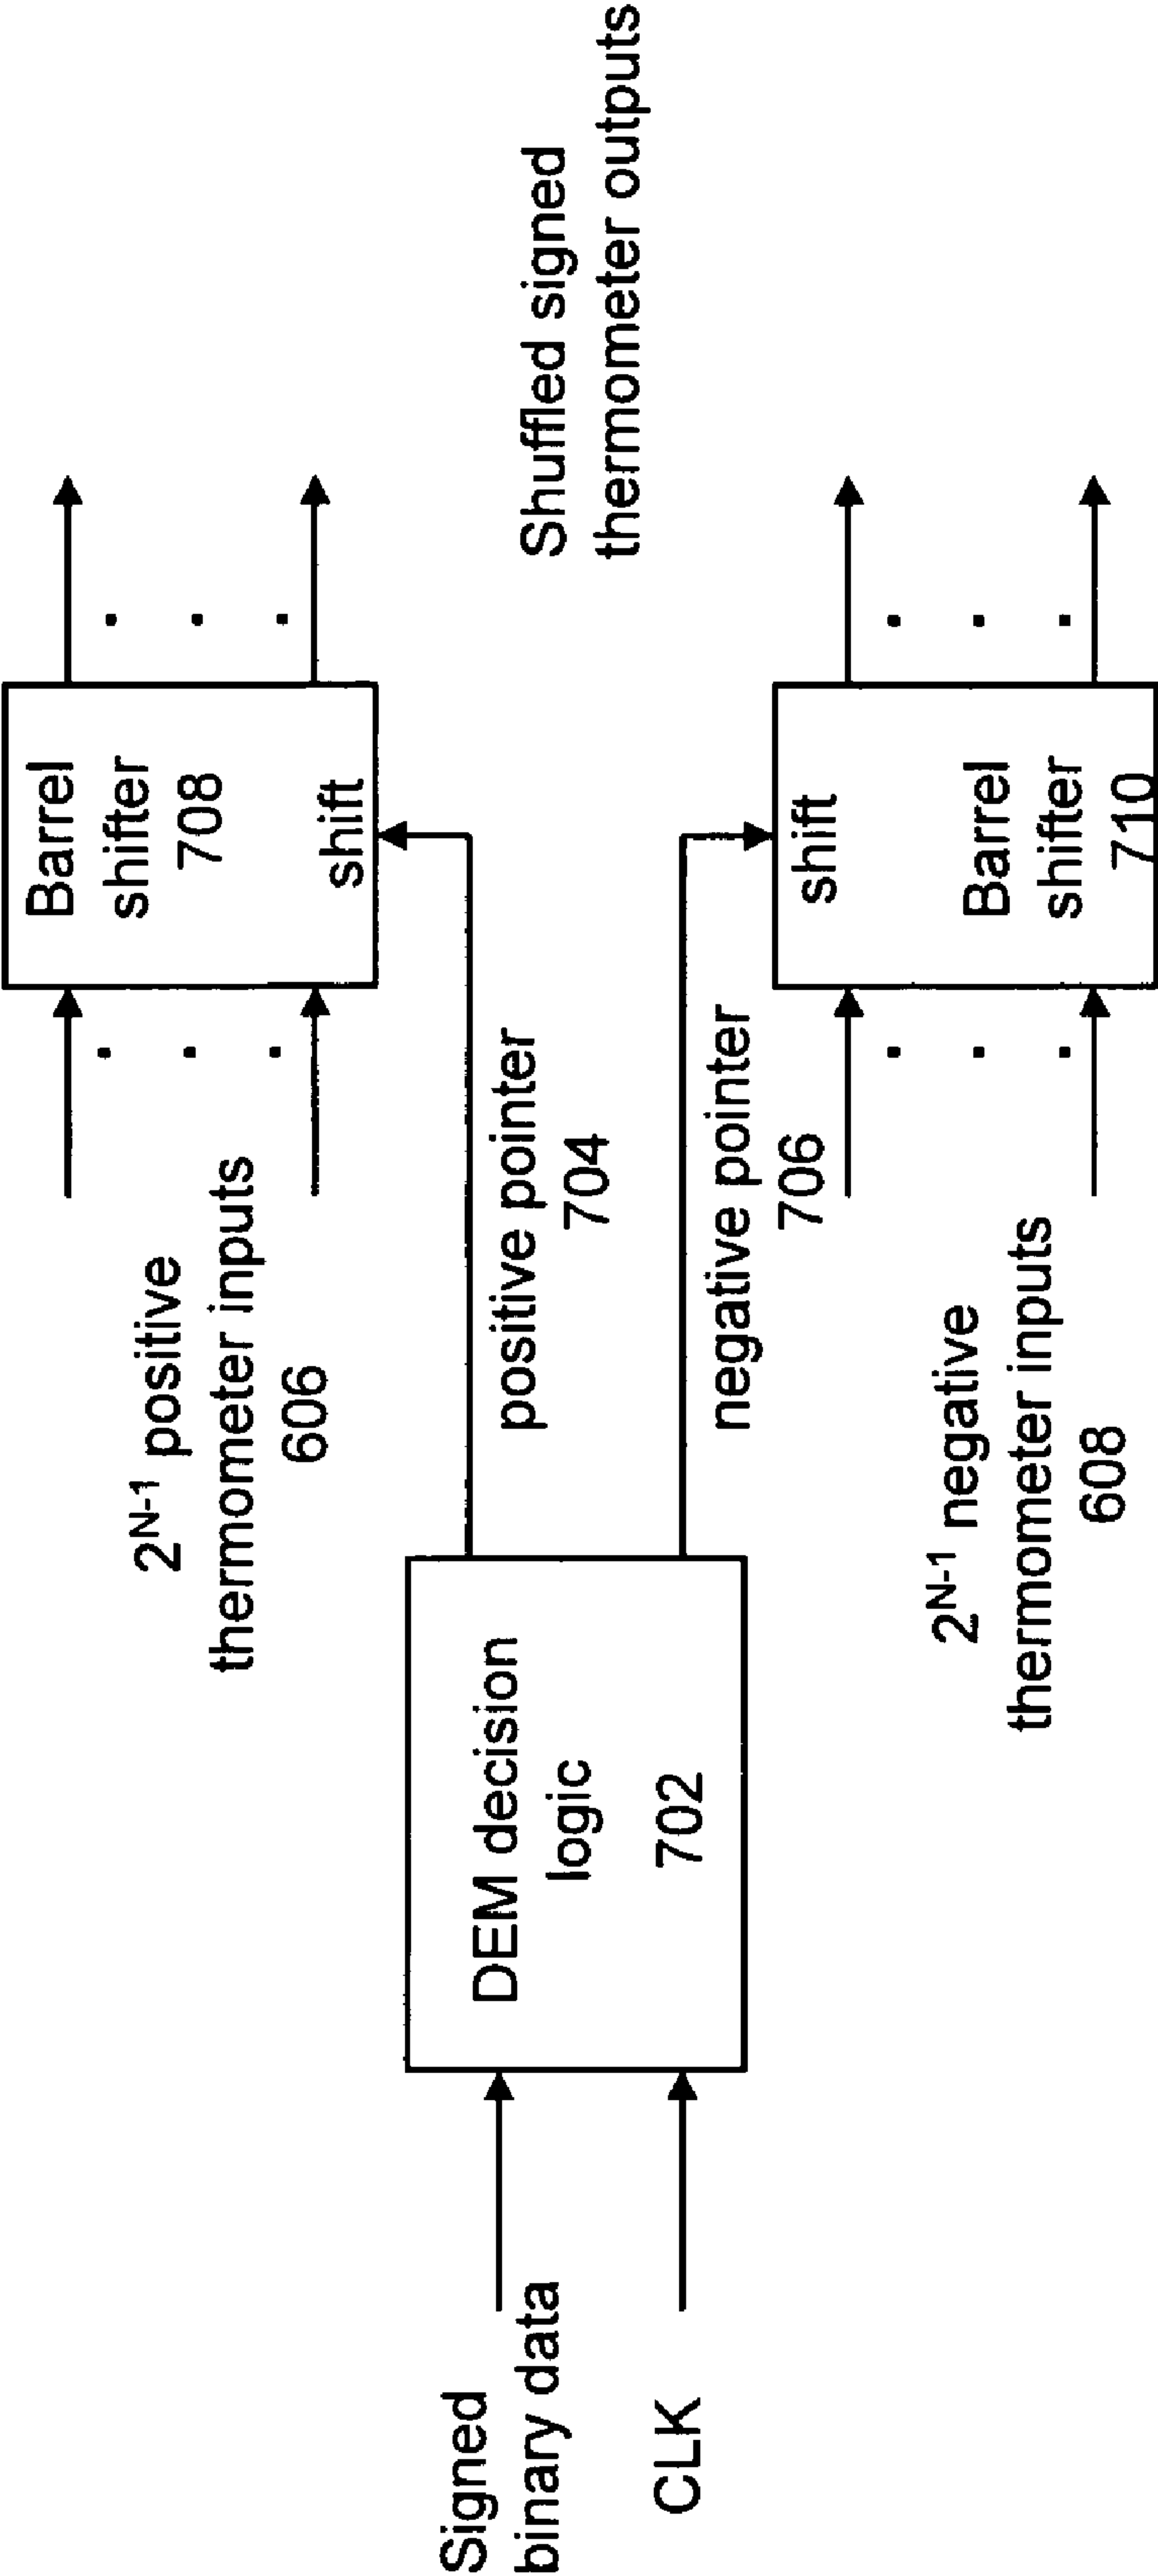 Signed
binary data
CLK
DEM decision
logic
702
2ᴺ⁻¹ positive
thermometer inputs
606
positive pointer
704
negative pointer
706
2ᴺ⁻¹ negative
thermometer inputs
608
Barrel
shifter
708
shift
shift
Barrel
shifter
710
Shuffled signed
thermometer outputs